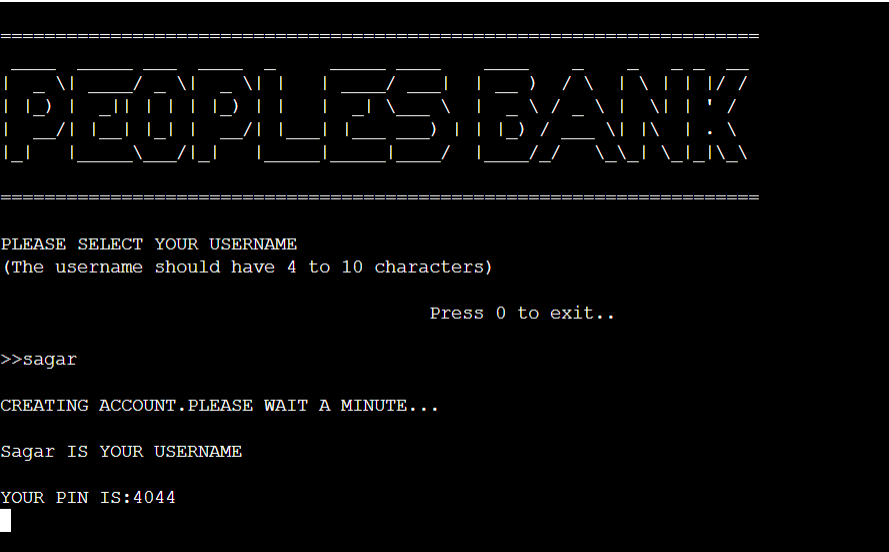 PEOPLES BANK
PLEASE SELECT YOUR USERNAME
(The username should have 4 to 10 characters)
Press 0 to exit..
>>sagar
CREATING ACCOUNT.PLEASE WAIT A MINUTE...
Sagar IS YOUR USERNAME
YOUR PIN IS:4044